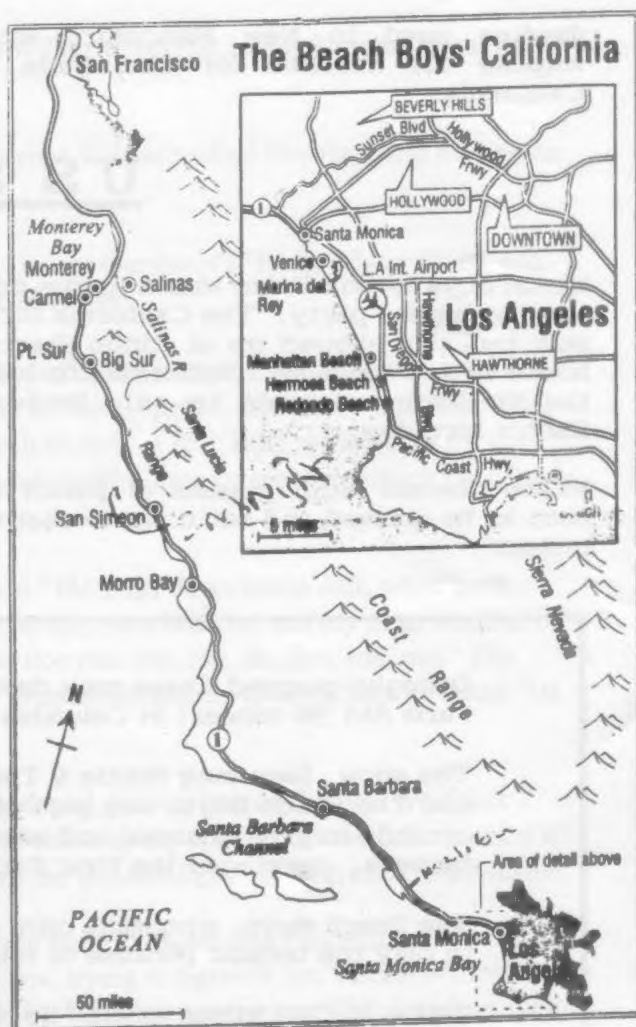 The Beach Boys' California
San Francisco
Monterey
Bay
Monterey
Carmel
Salinas
Salinas R.
Pt. Sur
Big Sur
Santa Lucia
Range
San Simeon
Morro Bay
1
N
Santa Barbara
Santa Barbara
Channel
PACIFIC
OCEAN
50 miles
Malibu
Area of detail above
Santa Monica
Santa Monica Bay
Los
Angeles
Coast
Range
Sierra Nevada
BEVERLY HILLS
Sunset Blvd
Hollywood
Frwy
HOLLYWOOD
DOWNTOWN
1
Santa Monica
Venice
Marina del
Rey
L.A Int. Airport
Los Angeles
San Diego
Frwy
Hawthorne
Blvd
HAWTHORNE
Manhattan Beach
Hermosa Beach
Redondo Beach
Pacific
Coast
Hwy.
5 miles